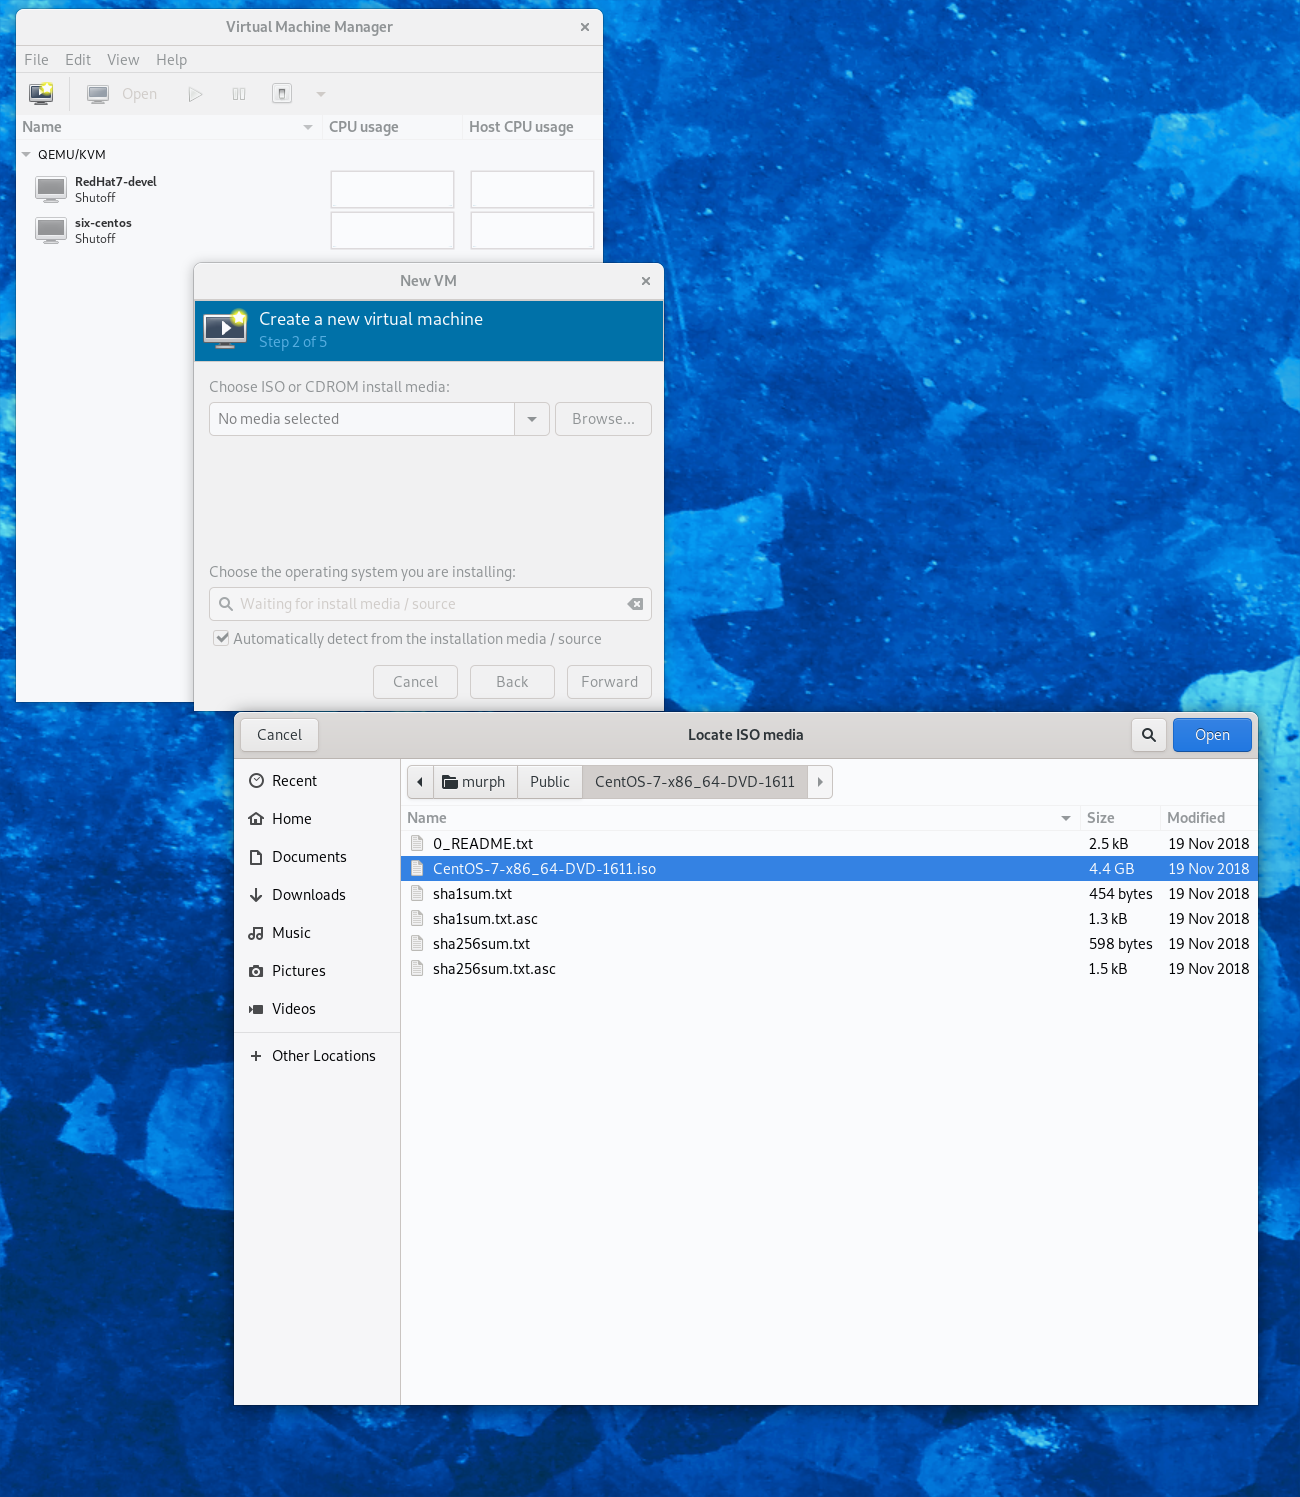 Virtual Machine Manager
File Edit View Help
Open
Name CPU usage Host CPU usage
QEMU/KVM
RedHat7-devel
Shutoff
six-centos
Shutoff
New VM
Create a new virtual machine
Step 2 of 5
Choose ISO or CDROM install media:
No media selected Browse...
Choose the operating system you are installing:
Waiting for install media / source
Automatically detect from the installation media / source
Cancel Back Forward
Cancel Locate ISO media Open
Recent
Home
Documents
Downloads
Music
Pictures
Videos
Other Locations
murph Public CentOS-7-x86_64-DVD-1611
Name Size Modified
0_README.txt 2.5 kB 19 Nov 2018
CentOS-7-x86_64-DVD-1611.iso 4.4 GB 19 Nov 2018
sha1sum.txt 454 bytes 19 Nov 2018
sha1sum.txt.asc 1.3 kB 19 Nov 2018
sha256sum.txt 598 bytes 19 Nov 2018
sha256sum.txt.asc 1.5 kB 19 Nov 2018